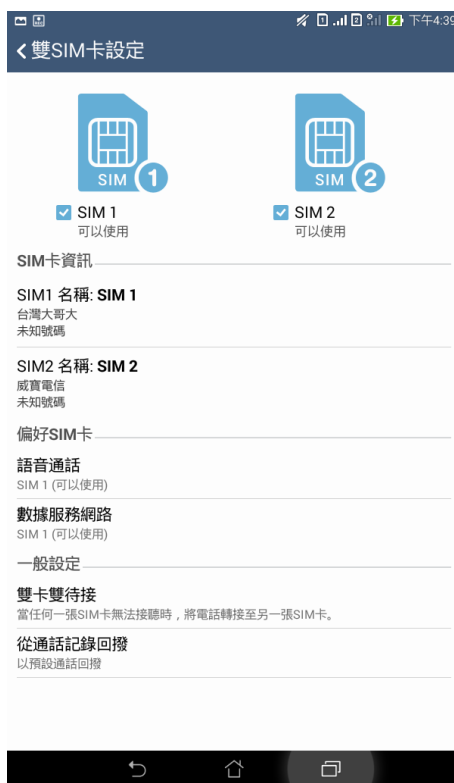 下午4:39
雙SIM卡設定
SIM 1
SIM 2
SIM 1
可以使用
SIM 2
可以使用
SIM卡資訊
SIM1 名稱: SIM 1
台灣大哥大
未知號碼
SIM2 名稱: SIM 2
威寶電信
未知號碼
偏好SIM卡
語音通話
SIM 1 (可以使用)
數據服務網路
SIM 1 (可以使用)
一般設定
雙卡雙待接
當任何一張SIM卡無法接聽時，將電話轉接至另一張SIM卡。
從通話記錄回撥
以預設通話回撥